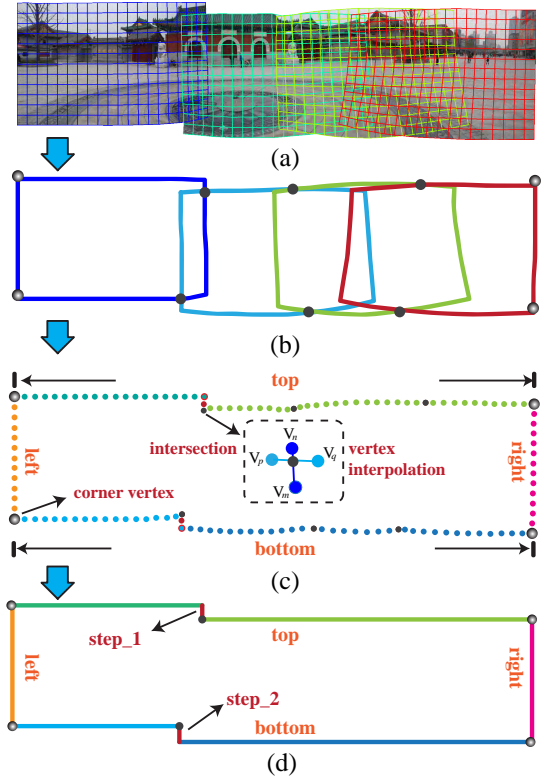 (a)
(b)
top
left
intersection
V_n
V_p
V_q
V_m
vertex
interpolation
corner vertex
right
bottom
(c)
step_1
top
left
right
step_2
bottom
(d)